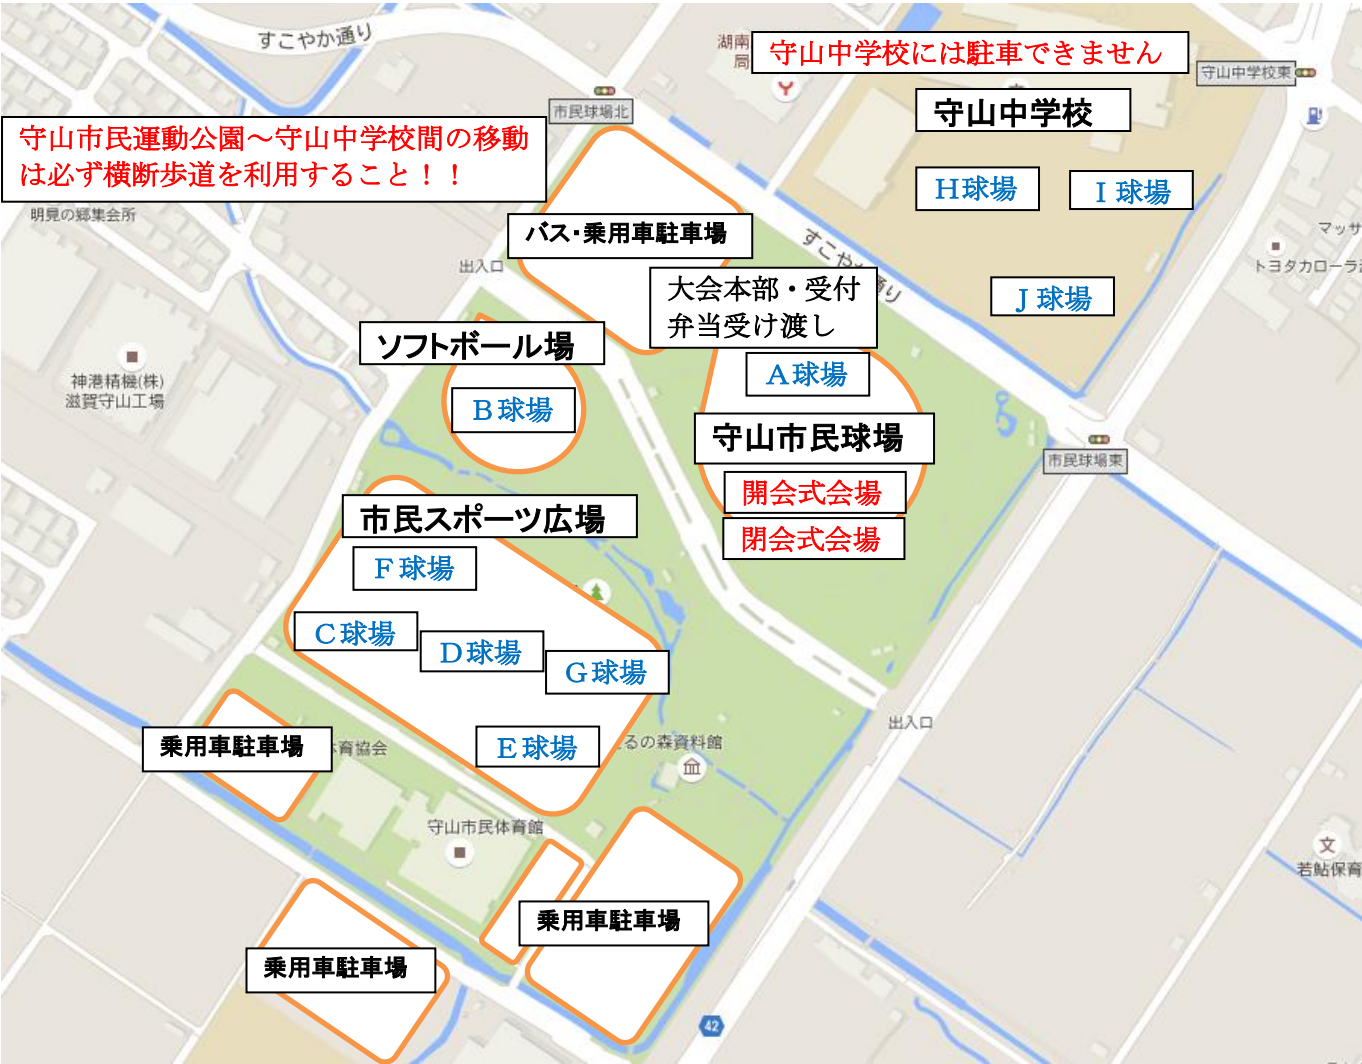 すこやか通り
湖南
局
守山中学校には駐車できません
守山中学校東
市民球場北
守山中学校
守山市民運動公園～守山中学校間の移動
は必ず横断歩道を利用すること！！
H球場
I球場
明見の郷集会所
バス・乗用車駐車場
マッサ
すこやか通り
出入口
トヨタカローラ
大会本部・受付
弁当受け渡し
J球場
ソフトボール場
神港精機(株)
滋賀守山工場
A球場
B球場
守山市民球場
市民球場東
開会式会場
閉会式会場
市民スポーツ広場
F球場
C球場
D球場
G球場
出入口
乗用車駐車場
育協会
E球場
るの森資料館
守山市民体育館
文
若鮎保育
乗用車駐車場
乗用車駐車場
42